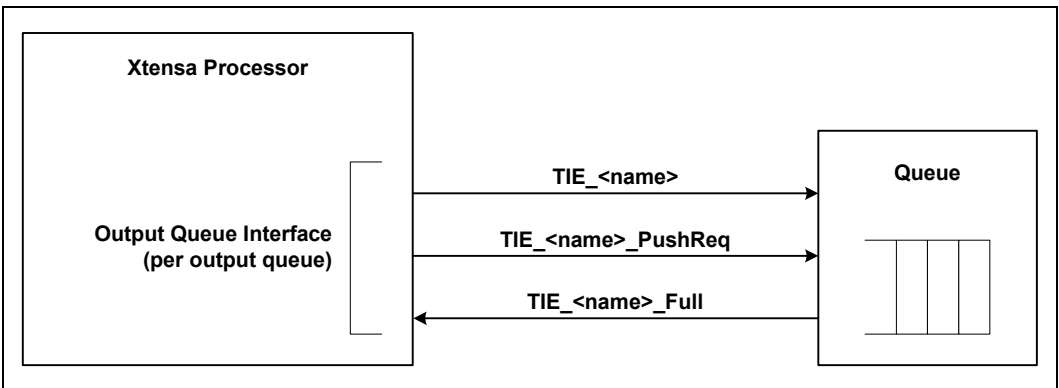 Xtensa Processor
Output Queue Interface
(per output queue)
TIE_<name>
TIE_<name>_PushReq
TIE_<name>_Full
Queue